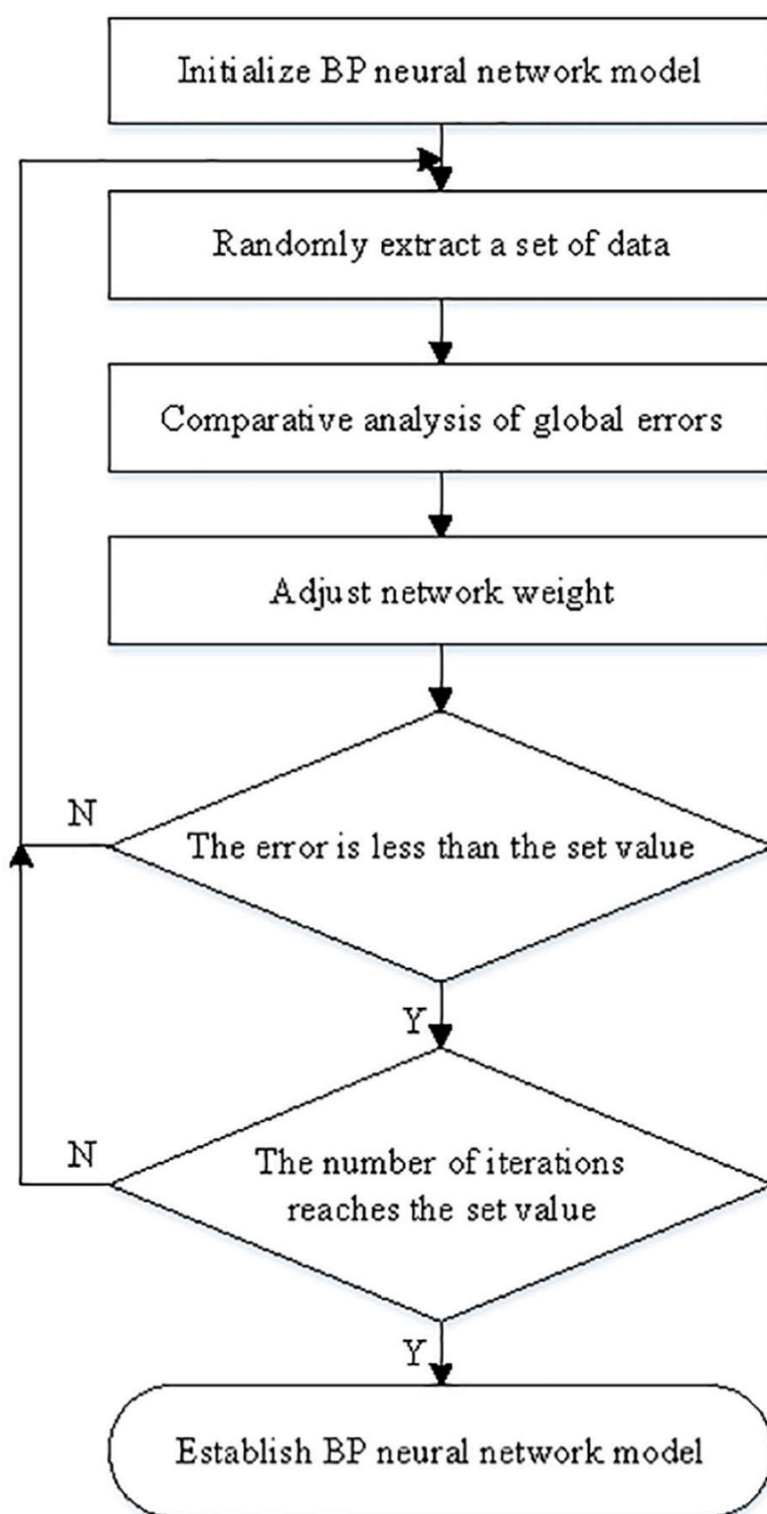 Initialize BP neural network model
Randomly extract a set of data
Comparative analysis of global errors
Adjust network weight
N
The error is less than the set value
Y
N
The number of iterations
reaches the set value
Y
Establish BP neural network model